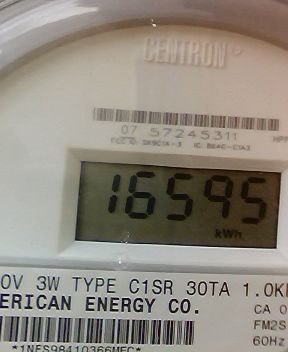 CENTRON
07 57245311
16595
kWh
0V 3W TYPE C1SR 30TA 1.0K
ERICAN ENERGY CO.
CA 0
FM2S
60Hz
*1NES98410366MEC*